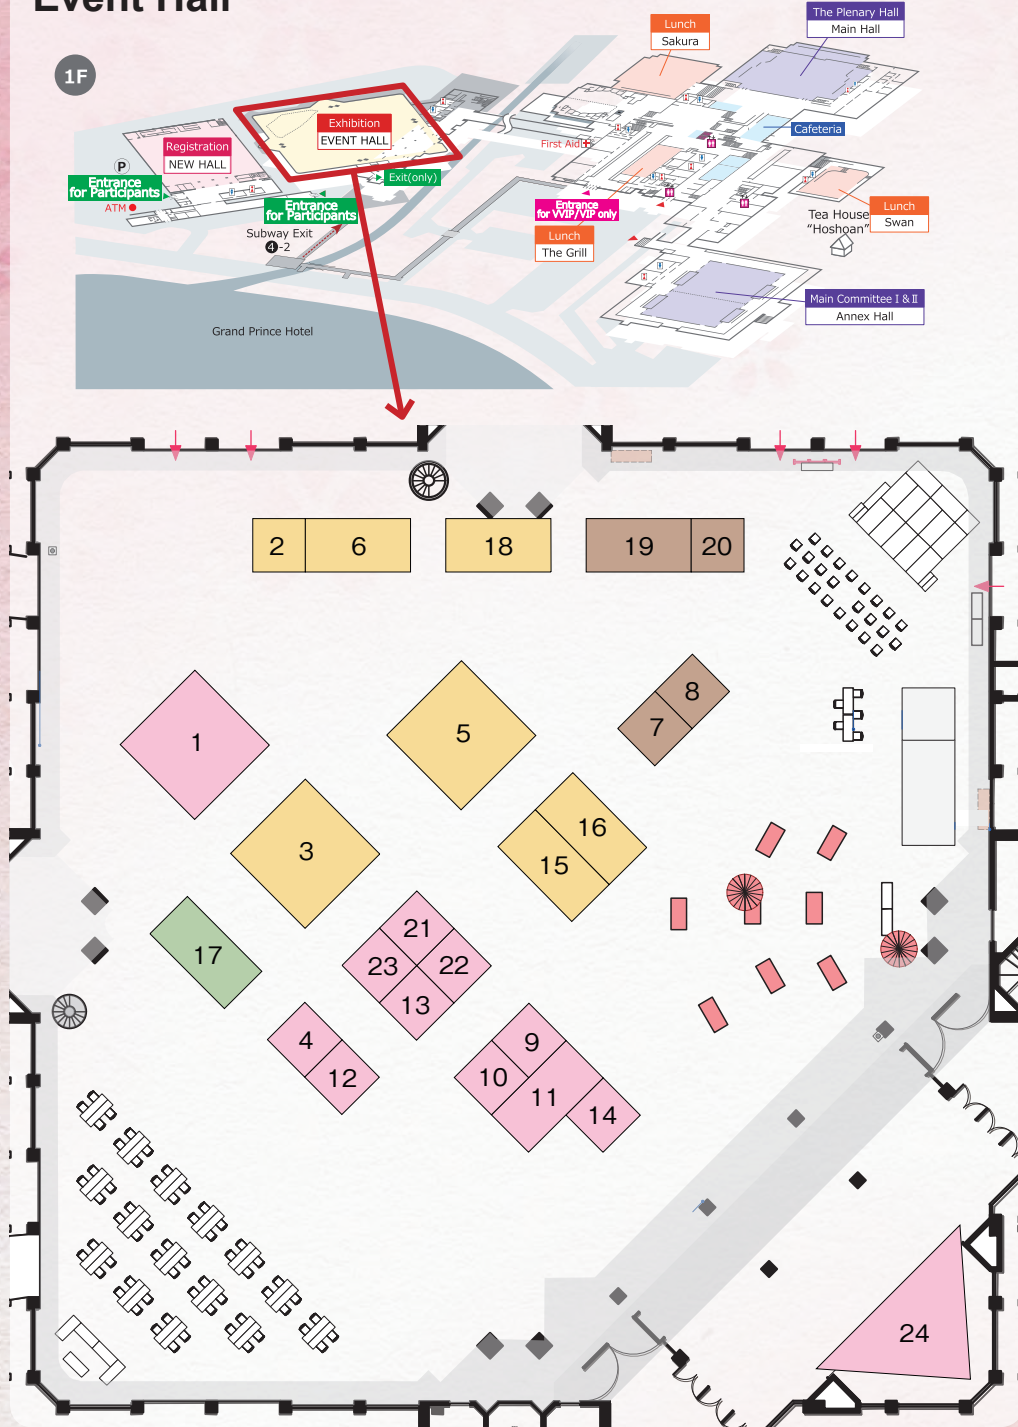 Event Hall
1F
Lunch
Sakura
The Plenary Hall
Main Hall
Exhibition
EVENT HALL
Registration
NEW HALL
First Aid
Cafeteria
P
Entrance
for Participants
ATM
Exit(only)
Entrance
for Participants
Entrance
for VVIP/VIP only
Lunch
Swan
Tea House
"Hoshoan"
Subway Exit
4-2
Lunch
The Grill
Main Committee I & II
Annex Hall
Grand Prince Hotel
2
6
18
19
20
1
5
8
7
3
16
15
17
21
23
22
13
4
12
9
10
11
14
24